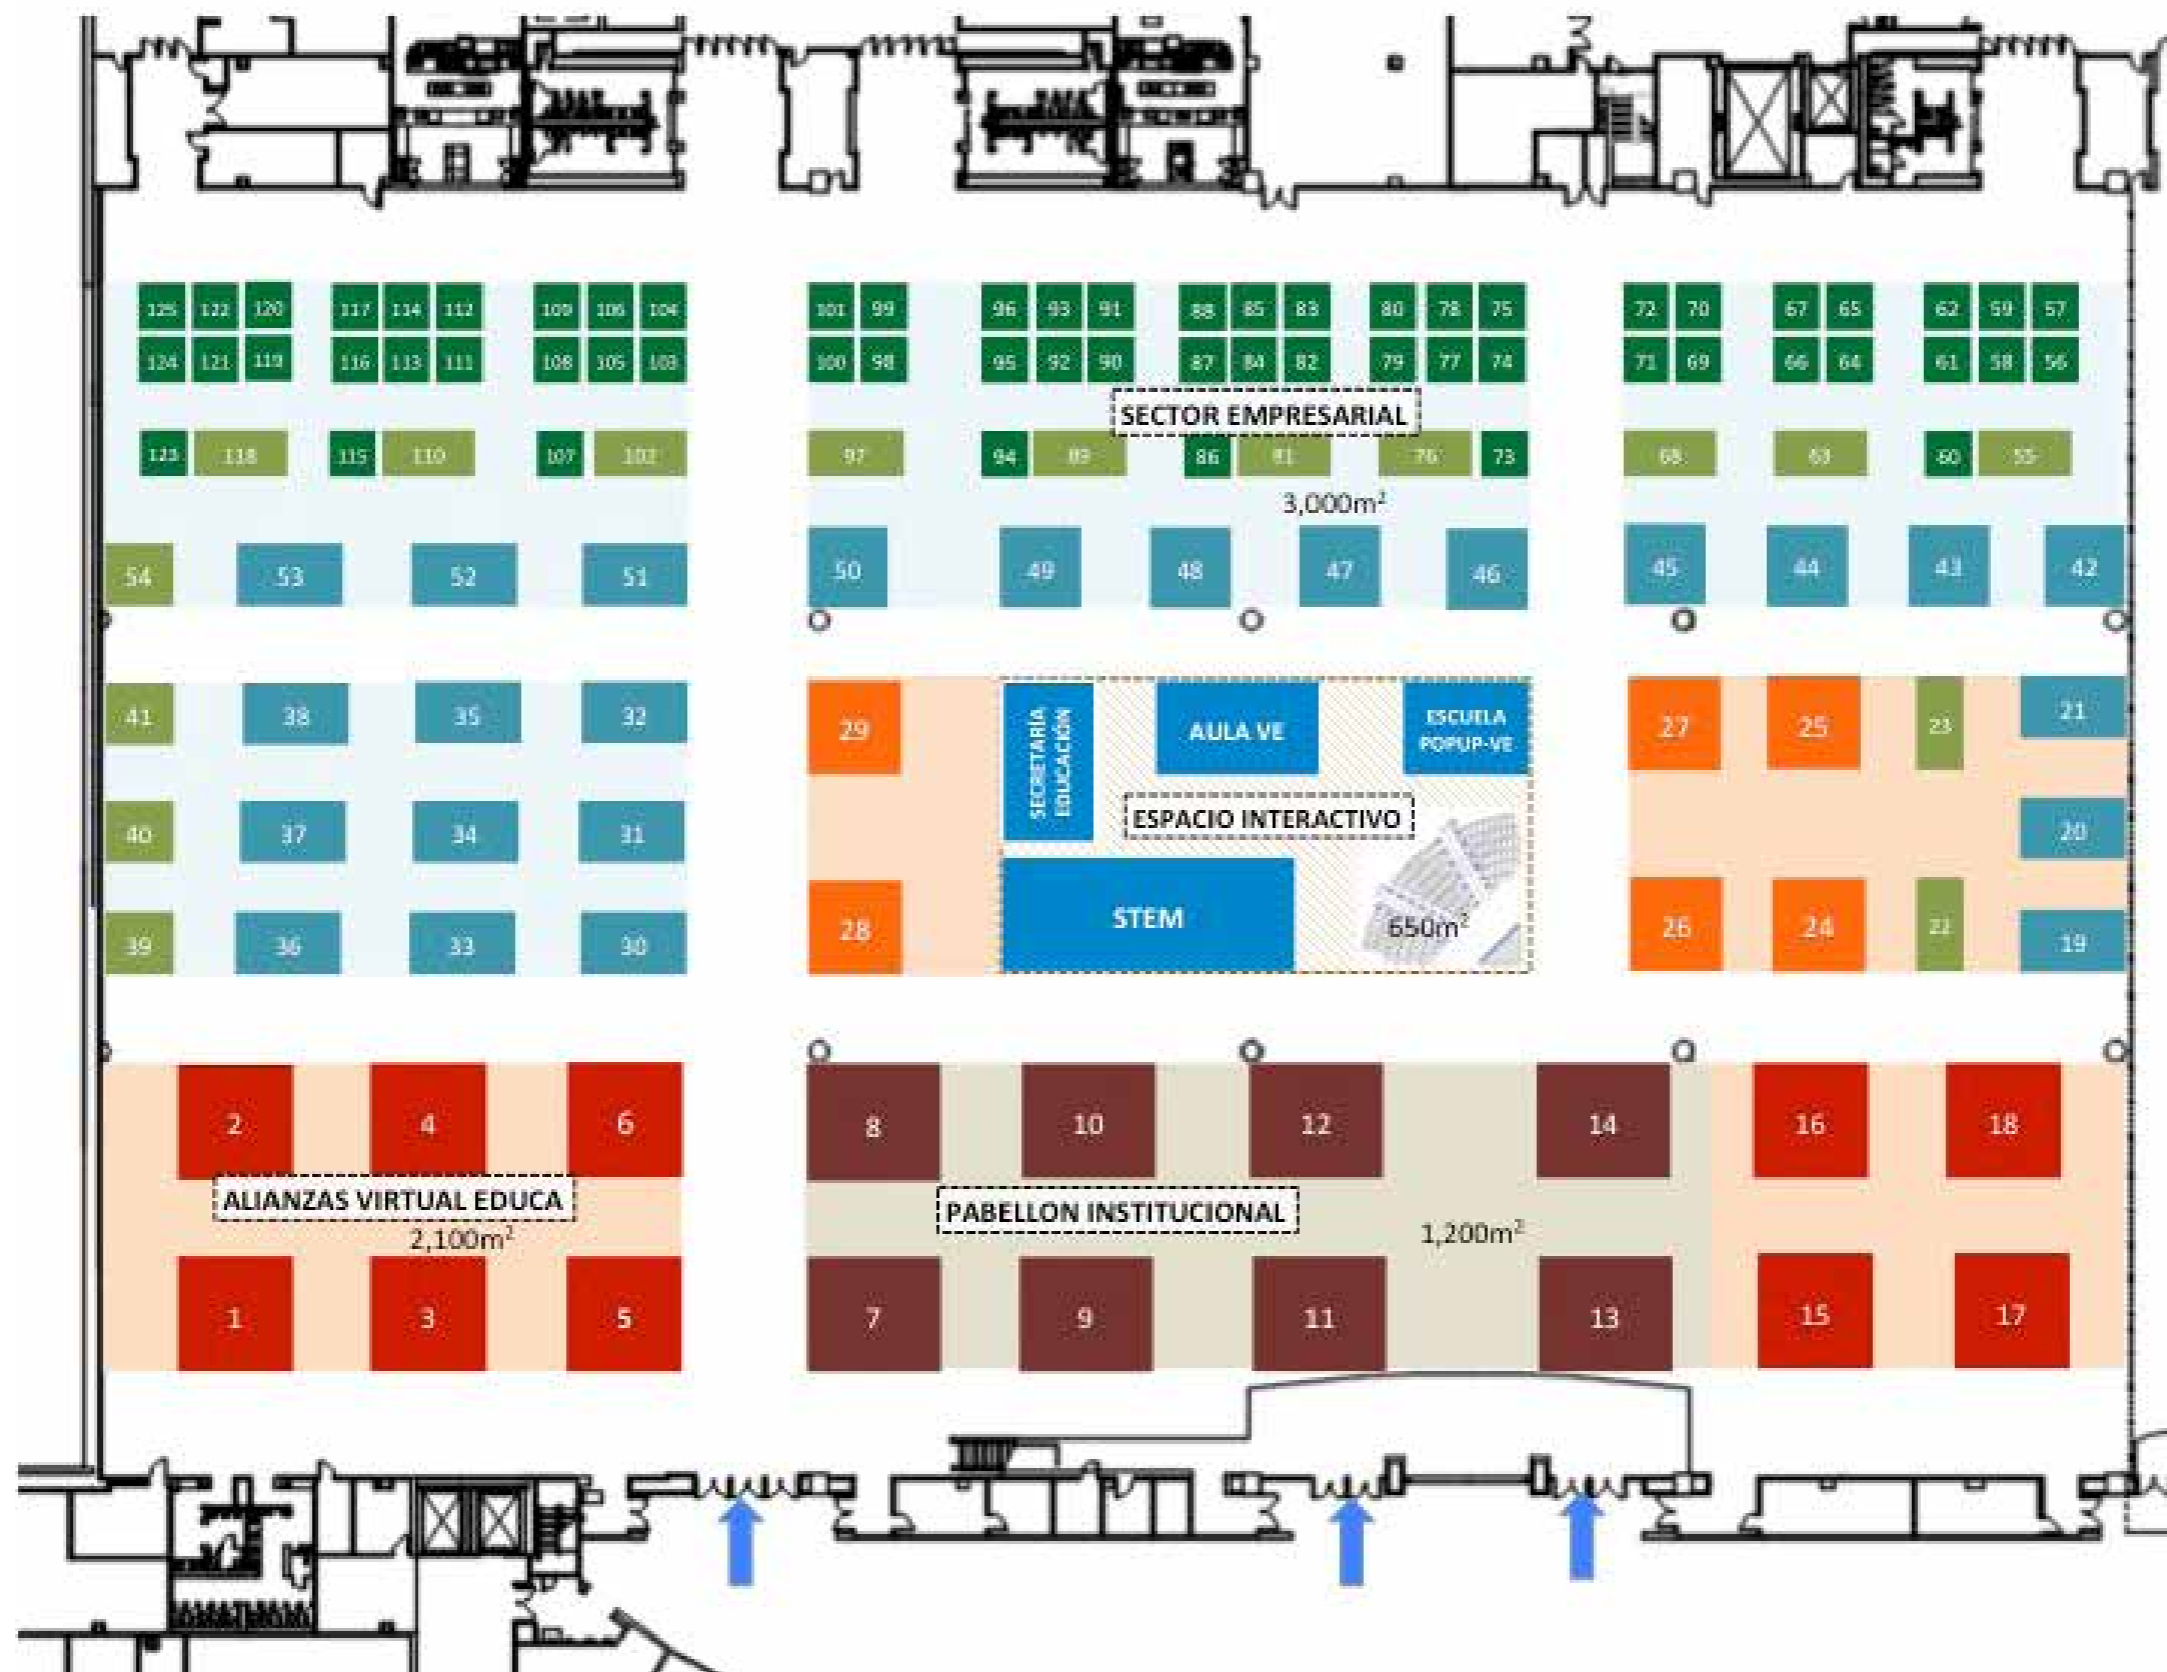 125 122 120 117 114 112 109 106 104 101 99 96 93 91 88 85 83 80 78 75 72 70 67 65 62 59 57
124 121 119 116 113 111 108 105 103 100 98 95 92 90 87 84 82 79 77 74 71 69 66 64 61 58 56
SECTOR EMPRESARIAL
123 118 115 110 107 102 97 94 89 86 81 76 73 68 63 60 55
3,000m²
54 53 52 51 50 49 48 47 46 45 44 43 42
41 38 35 32 29
SECRETARÍA
EDUCACIÓN
AULA VE
ESCUELA
POPUP-VE
27 25 23 21
40 37 34 31
ESPACIO INTERACTIVO
20
39 36 33 30 28
STEM
650m²
26 24 22 19
2 4 6 8 10 12 14 16 18
ALIANZAS VIRTUAL EDUCA
2,100m²
PABELLON INSTITUCIONAL
1,200m²
1 3 5 7 9 11 13 15 17